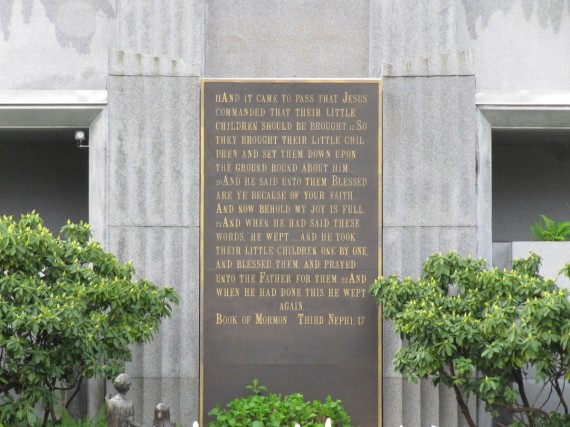 11And it came to pass that Jesus
commanded that their little
children should be brought. 12So
they brought their little chil
dren and set them down upon
the ground round about him ...
20And he said unto them Blessed
are ye because of your faith.
And now behold my joy is full.
21And when he had said these
words, he wept ... and he took
their little children, one by one,
and blessed them, and prayed
unto the Father for them. 22And
when he had done this he wept
again
Book of Mormon Third Nephi: 17